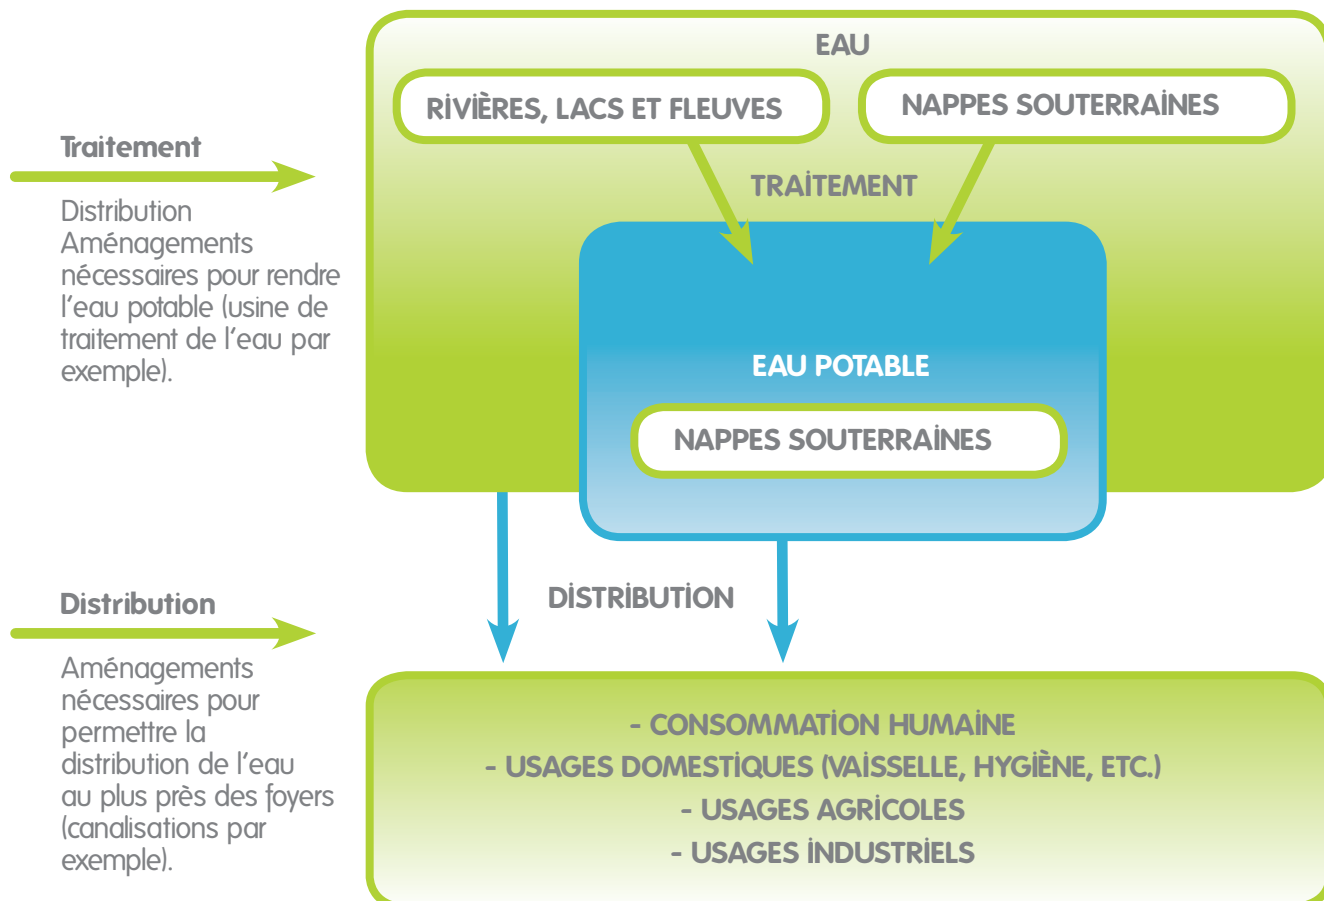 EAU
RIVIÈRES, LACS ET FLEUVES
NAPPES SOUTERRAINES
Traitement
TRAITEMENT
Distribution
Aménagements
nécessaires pour rendre
l'eau potable (usine de
traitement de l'eau par
exemple).
EAU POTABLE
NAPPES SOUTERRAINES
DISTRIBUTION
Distribution
Aménagements
nécessaires pour
permettre la
distribution de l'eau
au plus près des foyers
(canalisations par
exemple).
- CONSOMMATION HUMAINE
- USAGES DOMESTIQUES (VAISSELLE, HYGIÈNE, ETC.)
- USAGES AGRICOLES
- USAGES INDUSTRIELS